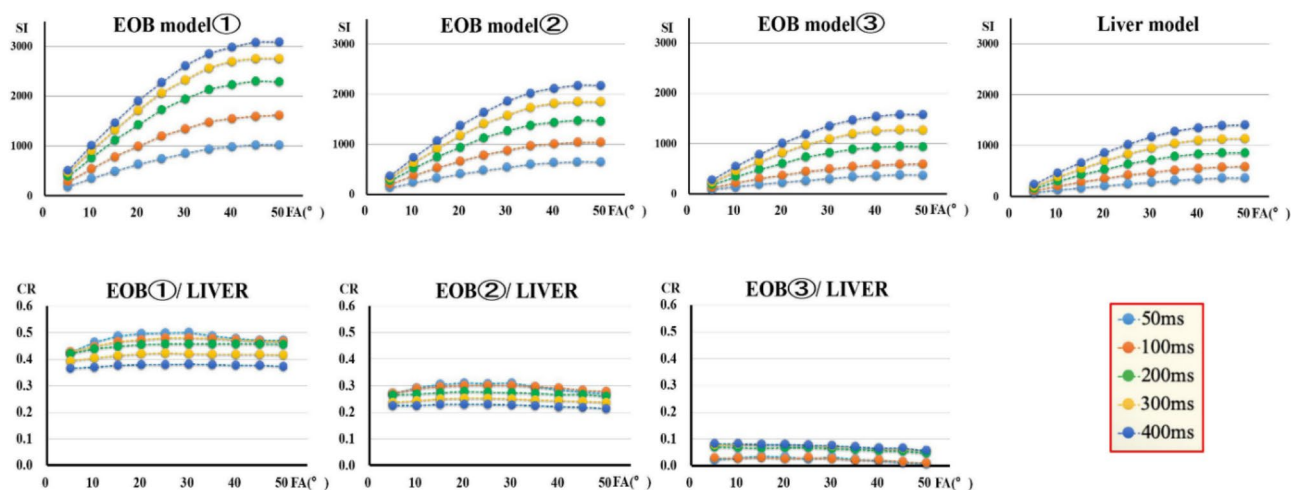 EOB model①
SI
3000
2000
1000
0
0 10 20 30 40 50 FA(°)
EOB model②
SI
3000
2000
1000
0
0 10 20 30 40 50 FA(°)
EOB model③
SI
3000
2000
1000
0
0 10 20 30 40 50 FA(°)
Liver model
SI
3000
2000
1000
0
0 10 20 30 40 50 FA(°)
EOB①/ LIVER
CR
0.6
0.5
0.4
0.3
0.2
0.1
0.0
0 10 20 30 40 50 FA(°)
EOB②/ LIVER
CR
0.6
0.5
0.4
0.3
0.2
0.1
0.0
0 10 20 30 40 50 FA(°)
EOB③/ LIVER
CR
0.6
0.5
0.4
0.3
0.2
0.1
0.0
0 10 20 30 40 50 FA(°)
50ms
100ms
200ms
300ms
400ms